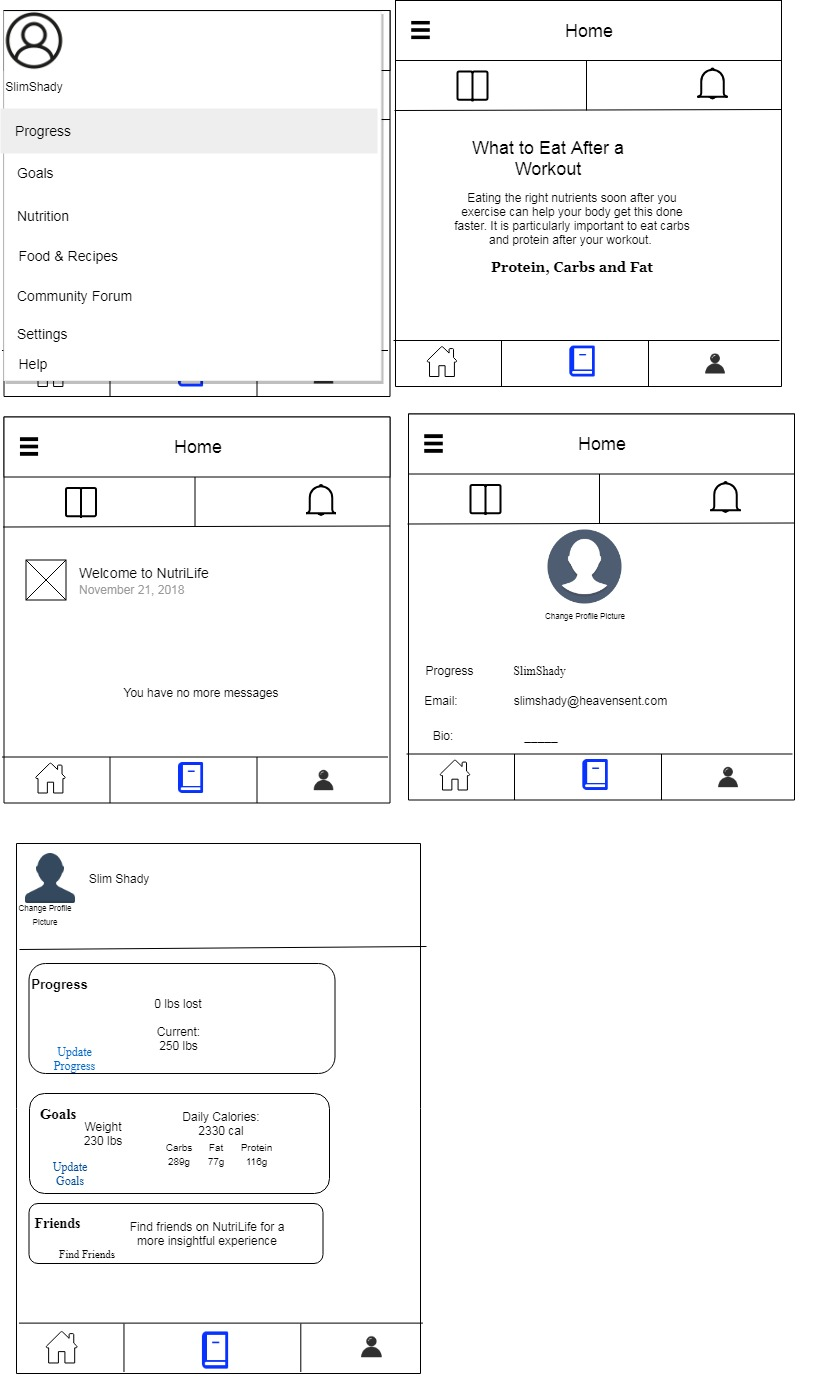 SlimShady
Progress
Goals
Nutrition
Food & Recipes
Community Forum
Settings
Help
Home
What to Eat After a
Workout
Eating the right nutrients soon after you
exercise can help your body get this done
faster. It is particularly important to eat carbs
and protein after your workout.
Protein, Carbs and Fat
Home
Welcome to NutriLife
November 21, 2018
You have no more messages
Home
Change Profile Picture
Progress SlimShady
Email: slimshady@heavensent.com
Bio: _____
Slim Shady
Change Profile
Picture
Progress
0 lbs lost
Current:
250 lbs
Update
Progress
Goals
Weight
230 lbs
Daily Calories:
2330 cal
Carbs Fat Protein
289g 77g 116g
Update
Goals
Friends
Find friends on NutriLife for a
more insightful experience
Find Friends